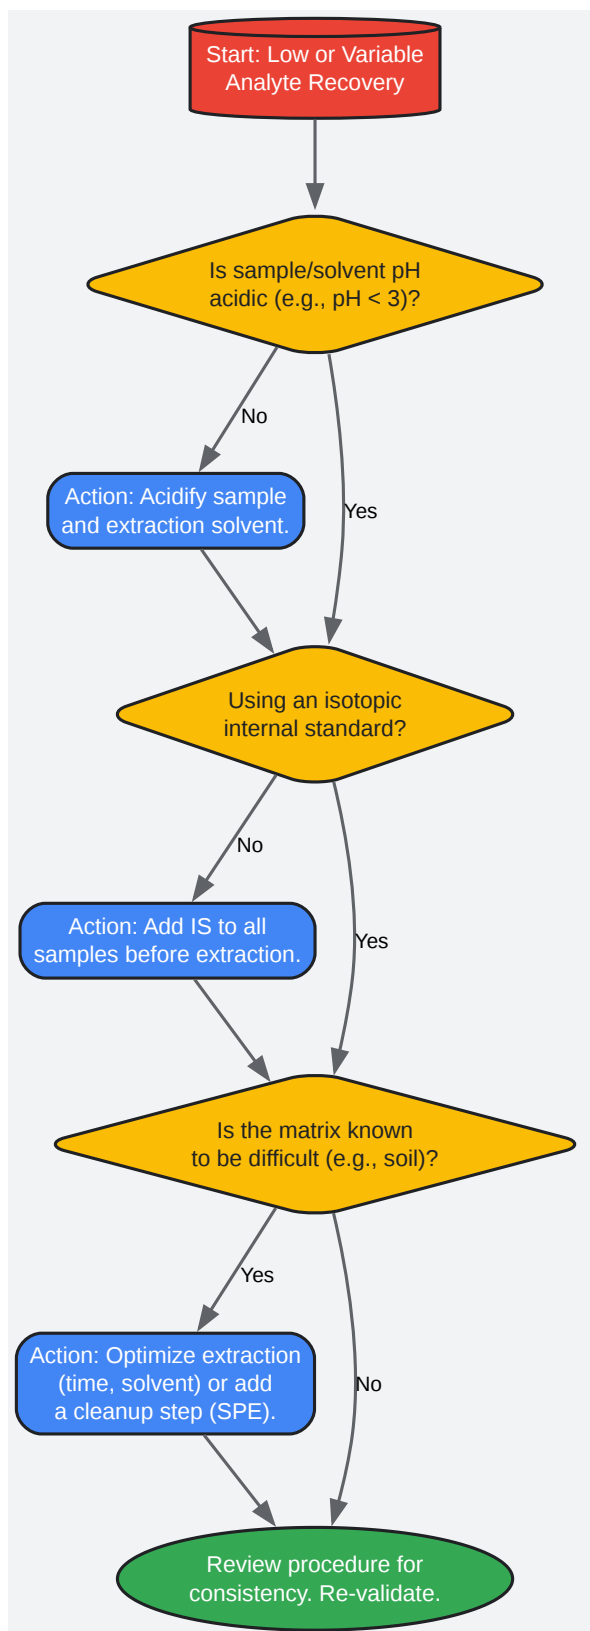 Start: Low or Variable
Analyte Recovery
Is sample/solvent pH
acidic (e.g., pH < 3)?
No
Action: Acidify sample
and extraction solvent.
Yes
Using an isotopic
internal standard?
No
Action: Add IS to all
samples before extraction.
Yes
Is the matrix known
to be difficult (e.g., soil)?
Yes
Action: Optimize extraction
(time, solvent) or add
a cleanup step (SPE).
No
Review procedure for
consistency. Re-validate.